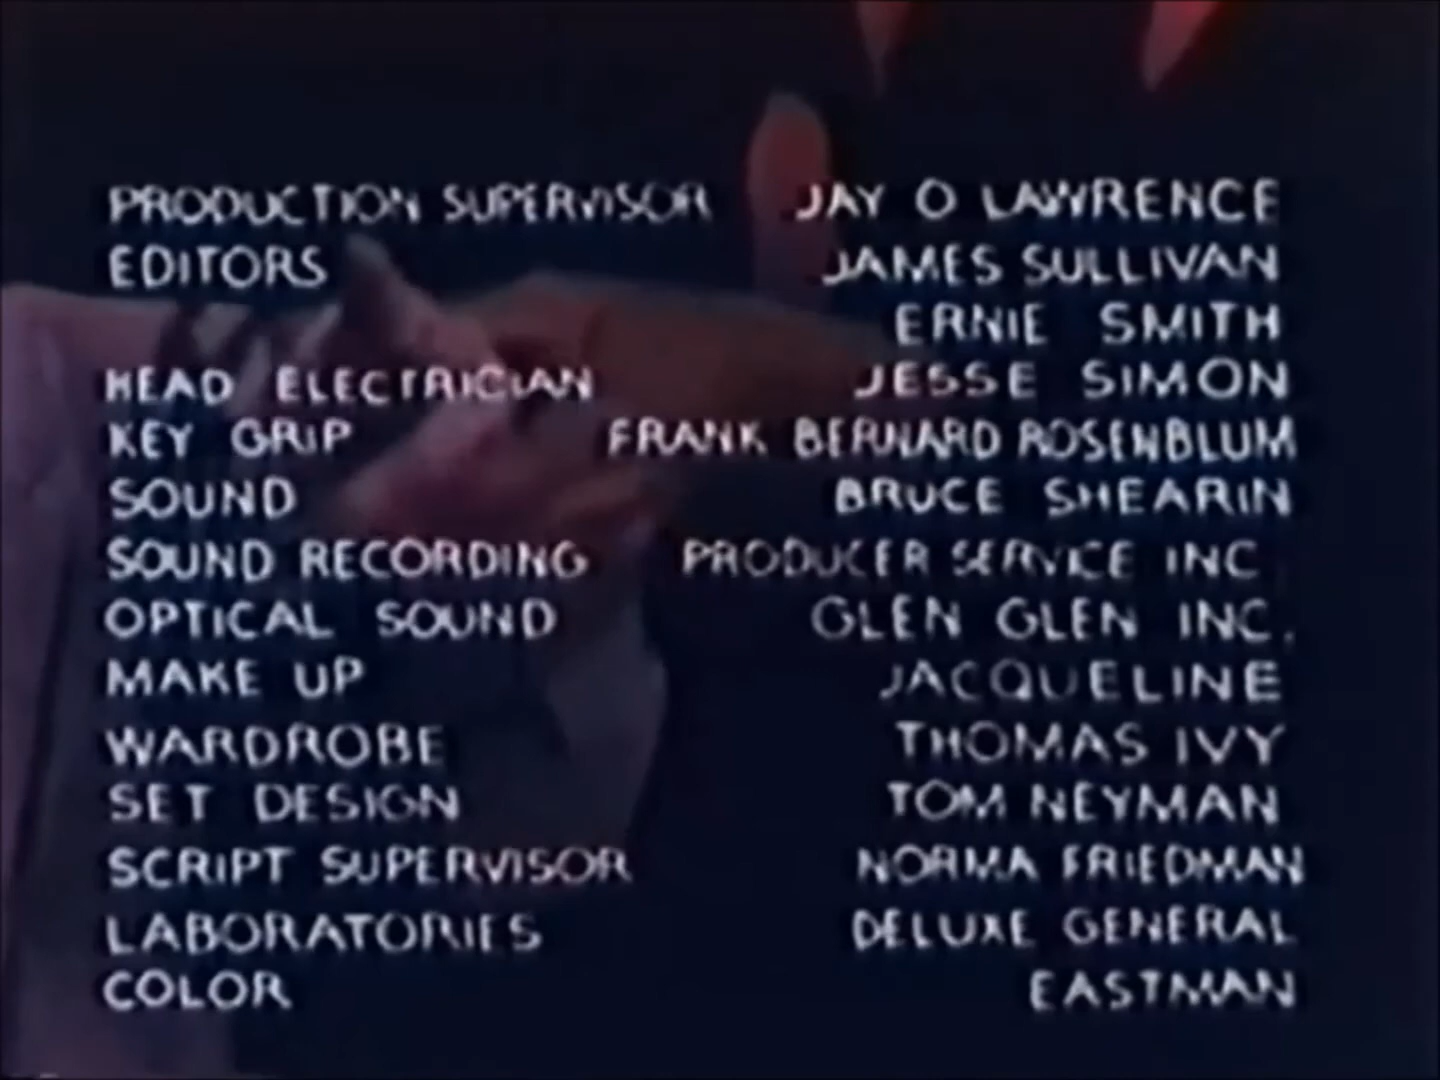 PRODUCTION SUPERVISOR JAY O LAWRENCE
EDITORS JAMES SULLIVAN
ERNIE SMITH
HEAD ELECTRICIAN JESSE SIMON
KEY GRIP FRANK BERNARD ROSENBLUM
SOUND BRUCE SHEARIN
SOUND RECORDING PRODUCER SERVICE INC
OPTICAL SOUND GLEN GLEN INC.
MAKE UP JACQUELINE
WARDROBE THOMAS IVY
SET DESIGN TOM NEYMAN
SCRIPT SUPERVISOR NORMA FRIEDMAN
LABORATORIES DELUXE GENERAL
COLOR EASTMAN